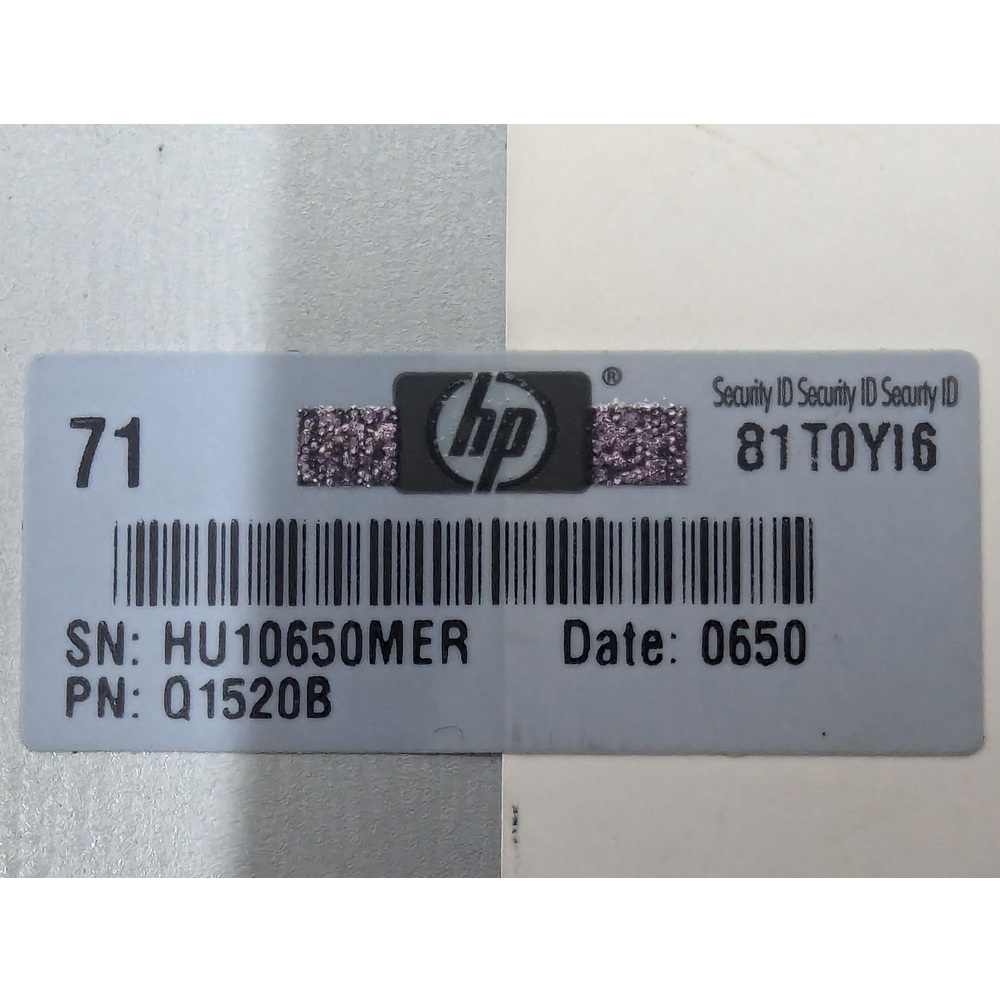 hp®
Security ID Security ID Security ID
71
81T0YI6
SN: HU10650MER Date: 0650
PN: Q1520B